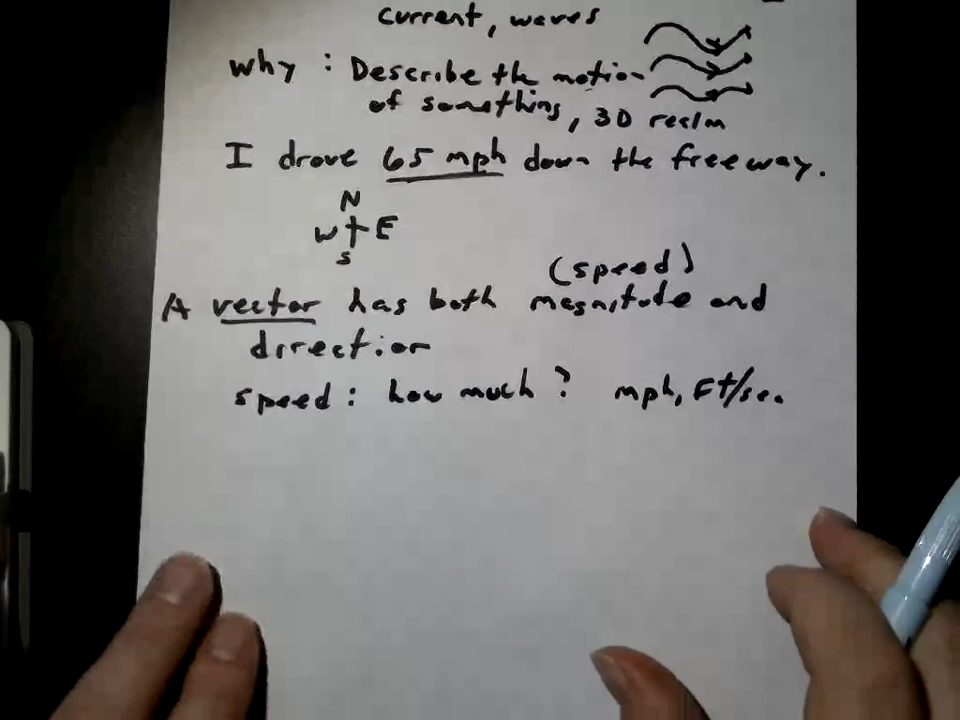 current, waves
why : Describe the motion
of something, 3D realm
I drove 65 mph down the freeway.
N
W E
S
(speed)
A vector has both magnitude and
direction
speed : how much ? mph, Ft/sec.